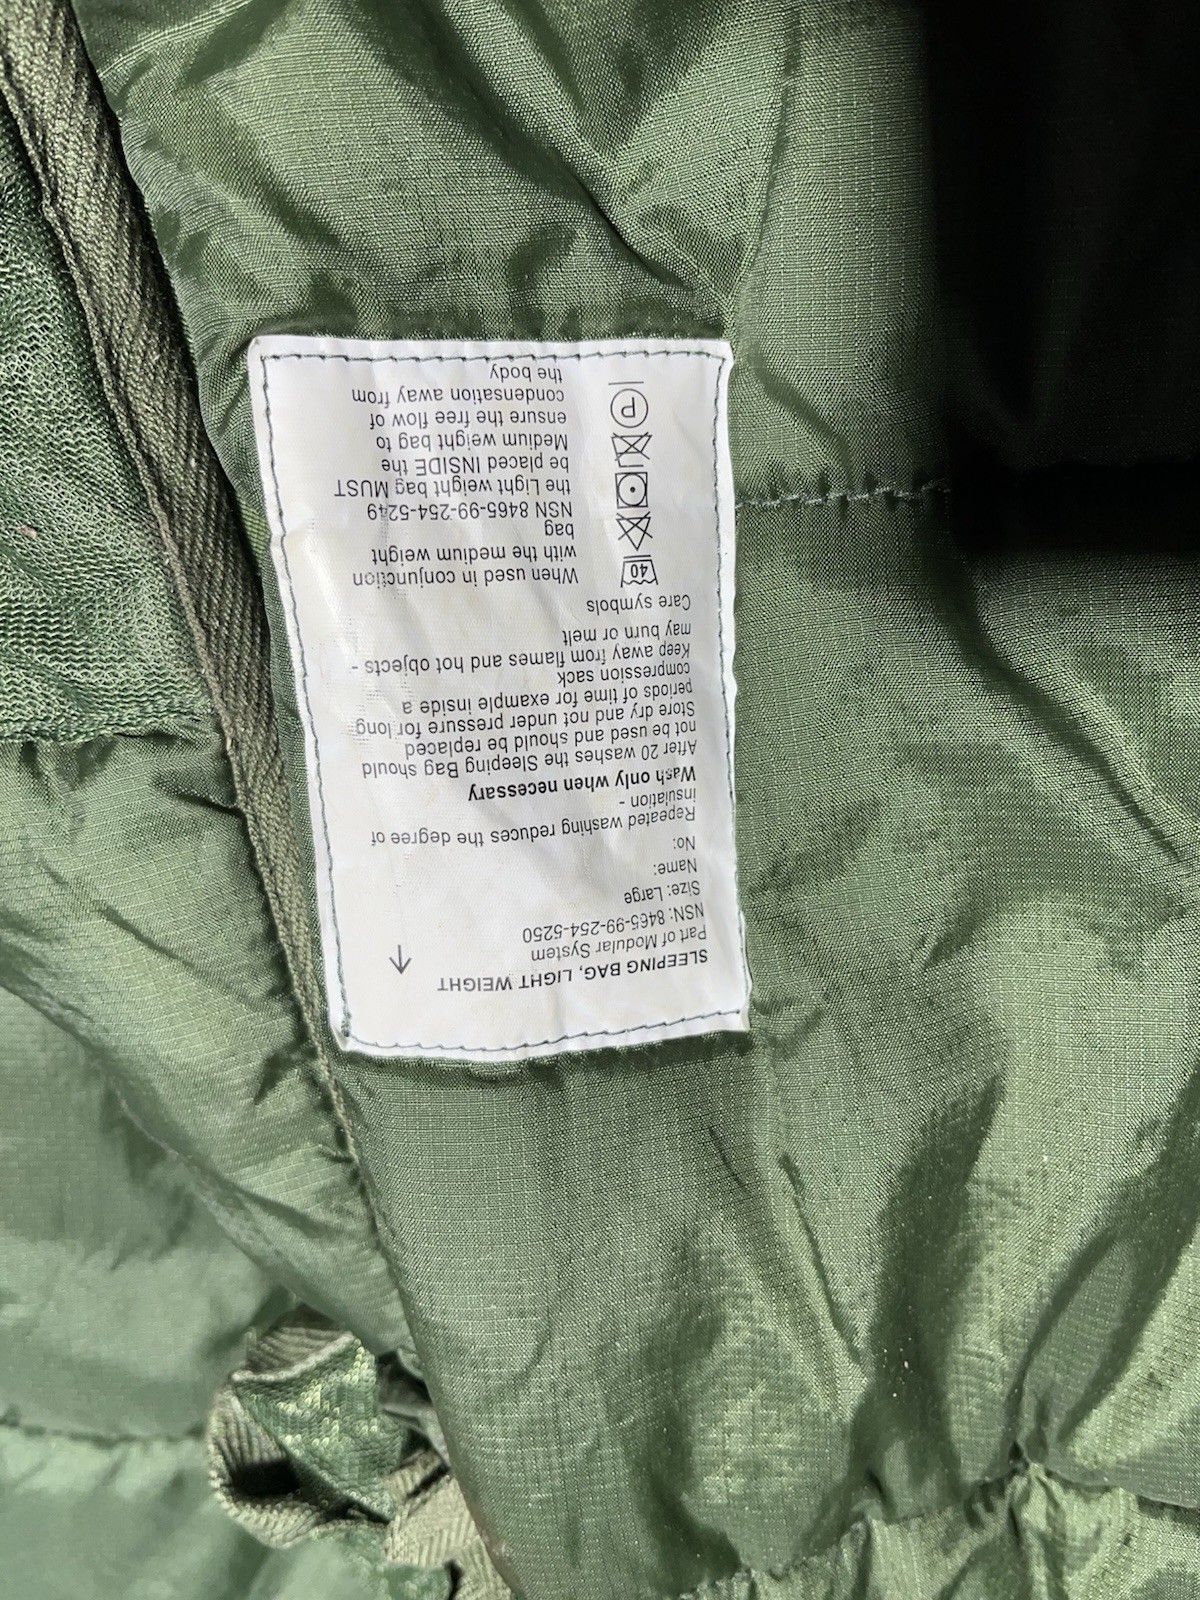 SLEEPING BAG, LIGHT WEIGHT
Part of Modular System
NSN: 8465-99-254-5250
Size: Large
Name:
No:
Repeated washing reduces the degree of
insulation -
Wash only when necessary
After 20 washes the Sleeping Bag should
not be used and should be replaced
Store dry and not under pressure for long
periods of time for example inside a
compression sack
Keep away from flames and hot objects -
may burn or melt
Care symbols
40
P
When used in conjunction
with the medium weight
bag
NSN 8465-99-254-5249
the Light weight bag MUST
be placed INSIDE the
Medium weight bag to
ensure the free flow of
condensation away from
the body